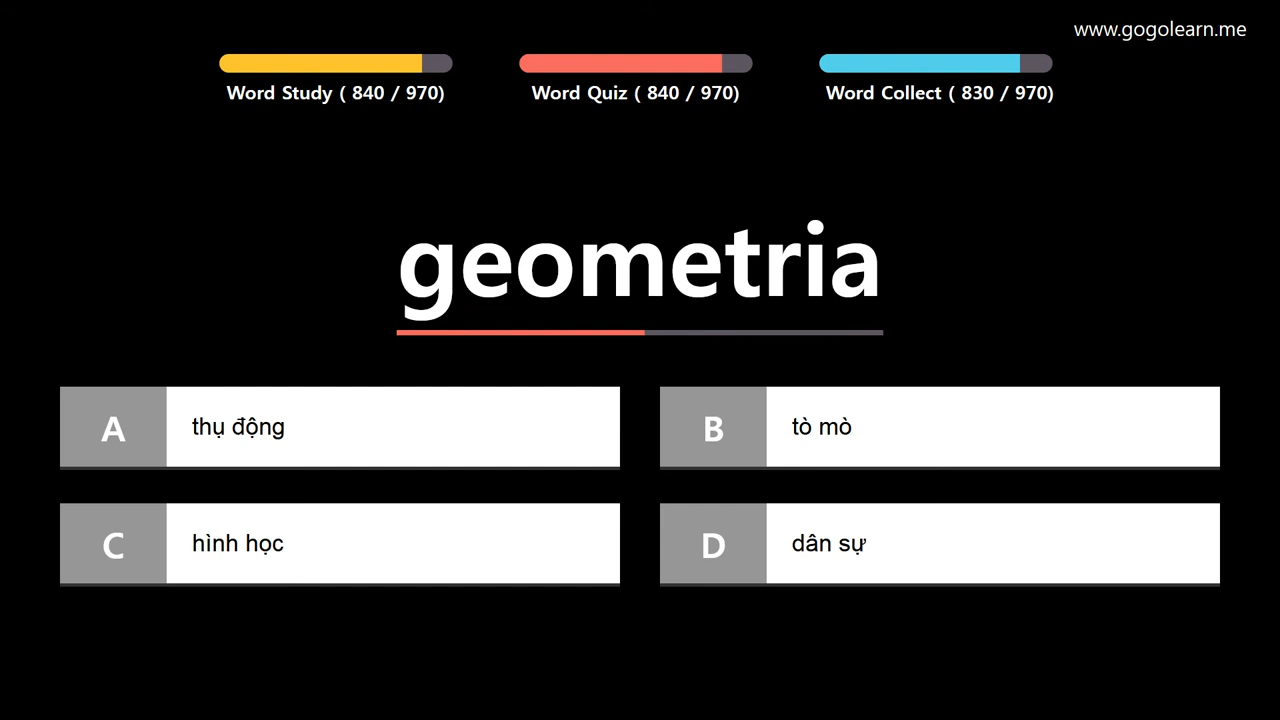 www.gogolearn.me
Word Study ( 840 / 970)
Word Quiz ( 840 / 970)
Word Collect ( 830 / 970)
geometria
A
thụ động
B
tò mò
C
hình học
D
dân sự